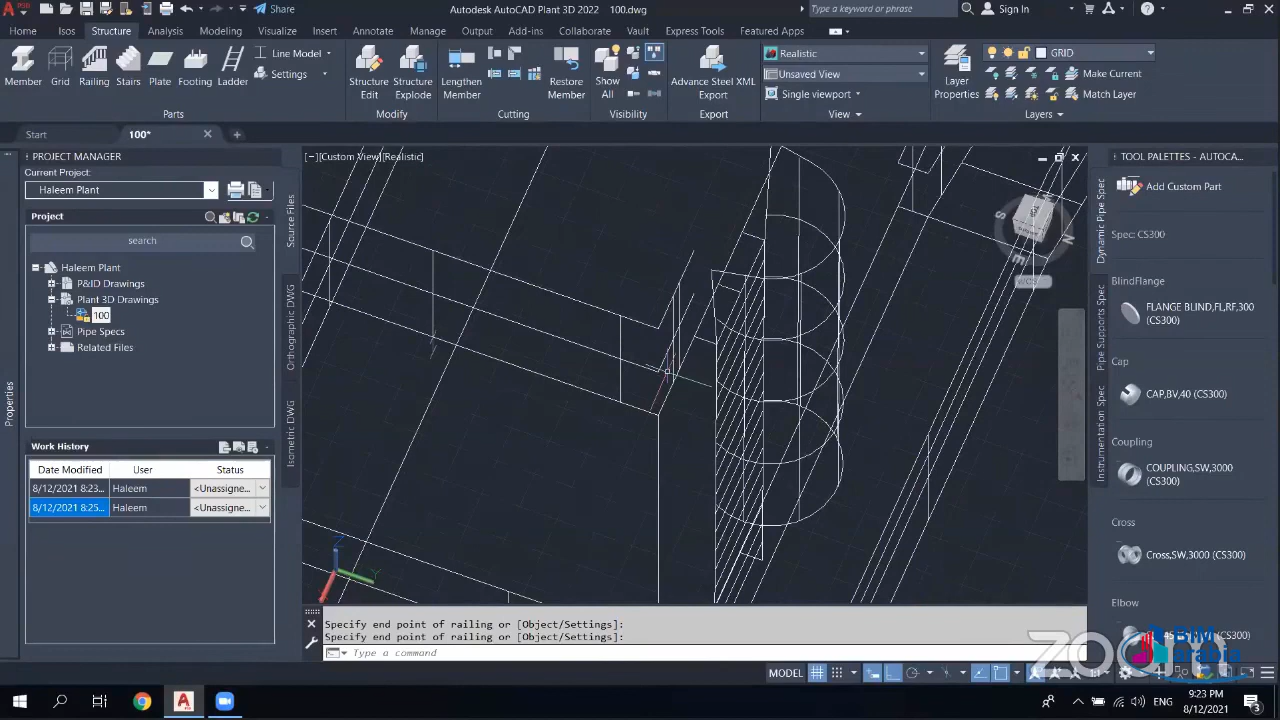 Share
Autodesk AutoCAD Plant 3D 2022 100.dwg
Type a keyword or phrase
Sign In
Home Isos Structure Analysis Modeling Visualize Insert Annotate Manage Output Add-ins Collaborate Vault Express Tools Featured Apps
Member Grid Railing Stairs Plate Footing Ladder
Line Model
Settings
Structure Edit
Structure Explode
Lengthen Member
Restore Member
Show All
Advance Steel XML Export
Realistic
Unsaved View
Single viewport
Layer Properties
GRID
Make Current
Match Layer
Parts Modify Cutting Visibility Export View Layers
Start 100*
PROJECT MANAGER
Current Project:
Haleem Plant
Project
search
Haleem Plant
P&ID Drawings
Plant 3D Drawings
100
Pipe Specs
Related Files
Work History
Date Modified User Status
8/12/2021 8:23... Haleem <Unassigne...
8/12/2021 8:25... Haleem <Unassigne...
Properties
Source Files
Orthographic DWG
Isometric DWG
[−][Custom View][Realistic]
TOP
S
N
E
WCS
Z
Y
Specify end point of railing or [Object/Settings]:
Specify end point of railing or [Object/Settings]:
Type a command
TOOL PALETTES - AUTOCA...
Dynamic Pipe Spec
Pipe Supports Spec
Instrumentation Spec
Add Custom Part
Spec: CS300
BlindFlange
FLANGE BLIND,FL,RF,300 (CS300)
Cap
CAP,BV,40 (CS300)
Coupling
COUPLING,SW,3000 (CS300)
Cross
Cross,SW,3000 (CS300)
Elbow
zoom
BIM arabia
MODEL
ENG
9:23 PM
8/12/2021
3